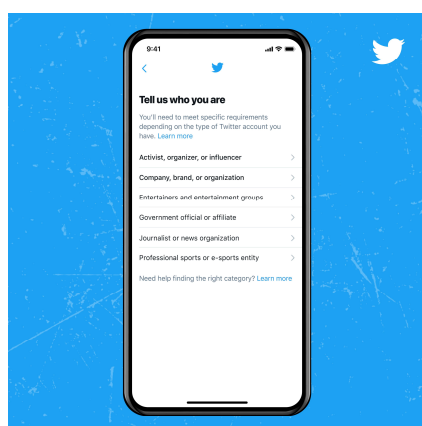 9:41
Tell us who you are
You'll need to meet specific requirements
depending on the type of Twitter account you
have. Learn more
Activist, organizer, or influencer
Company, brand, or organization
Entertainers and entertainment groups
Government official or affiliate
Journalist or news organization
Professional sports or e-sports entity
Need help finding the right category? Learn more